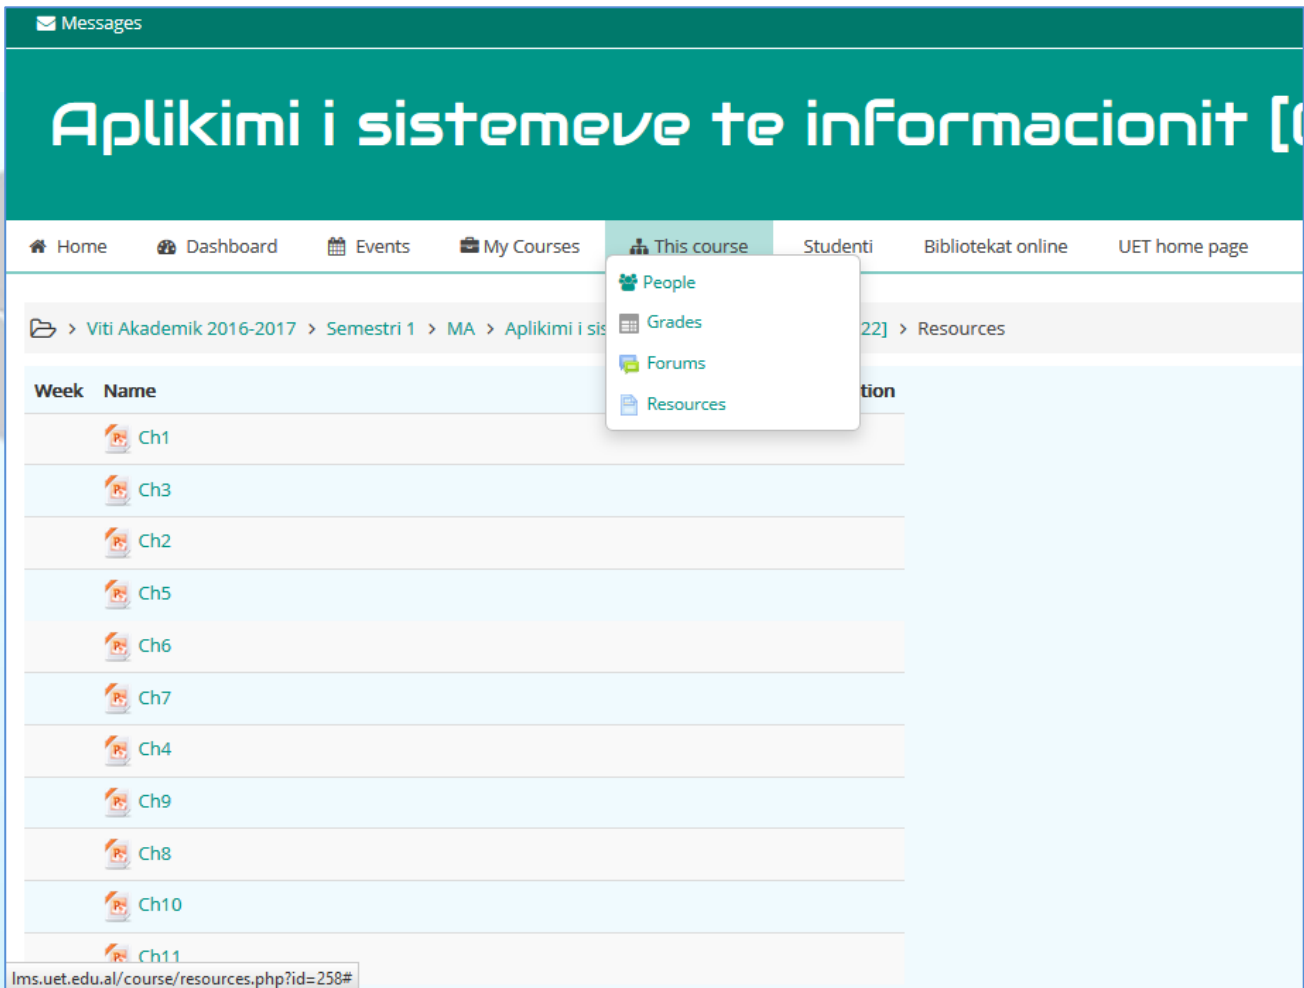 Messages
Aplikimi i sistemeve te informacionit [
Home Dashboard Events My Courses This course Studenti Bibliotekat online UET home page
People
Grades
Forums
Resources
> Viti Akademik 2016-2017 > Semestri 1 > MA > Aplikimi i sis 22] > Resources
Week Name tion
Ch1
Ch3
Ch2
Ch5
Ch6
Ch7
Ch4
Ch9
Ch8
Ch10
Ch11
lms.uet.edu.al/course/resources.php?id=258#